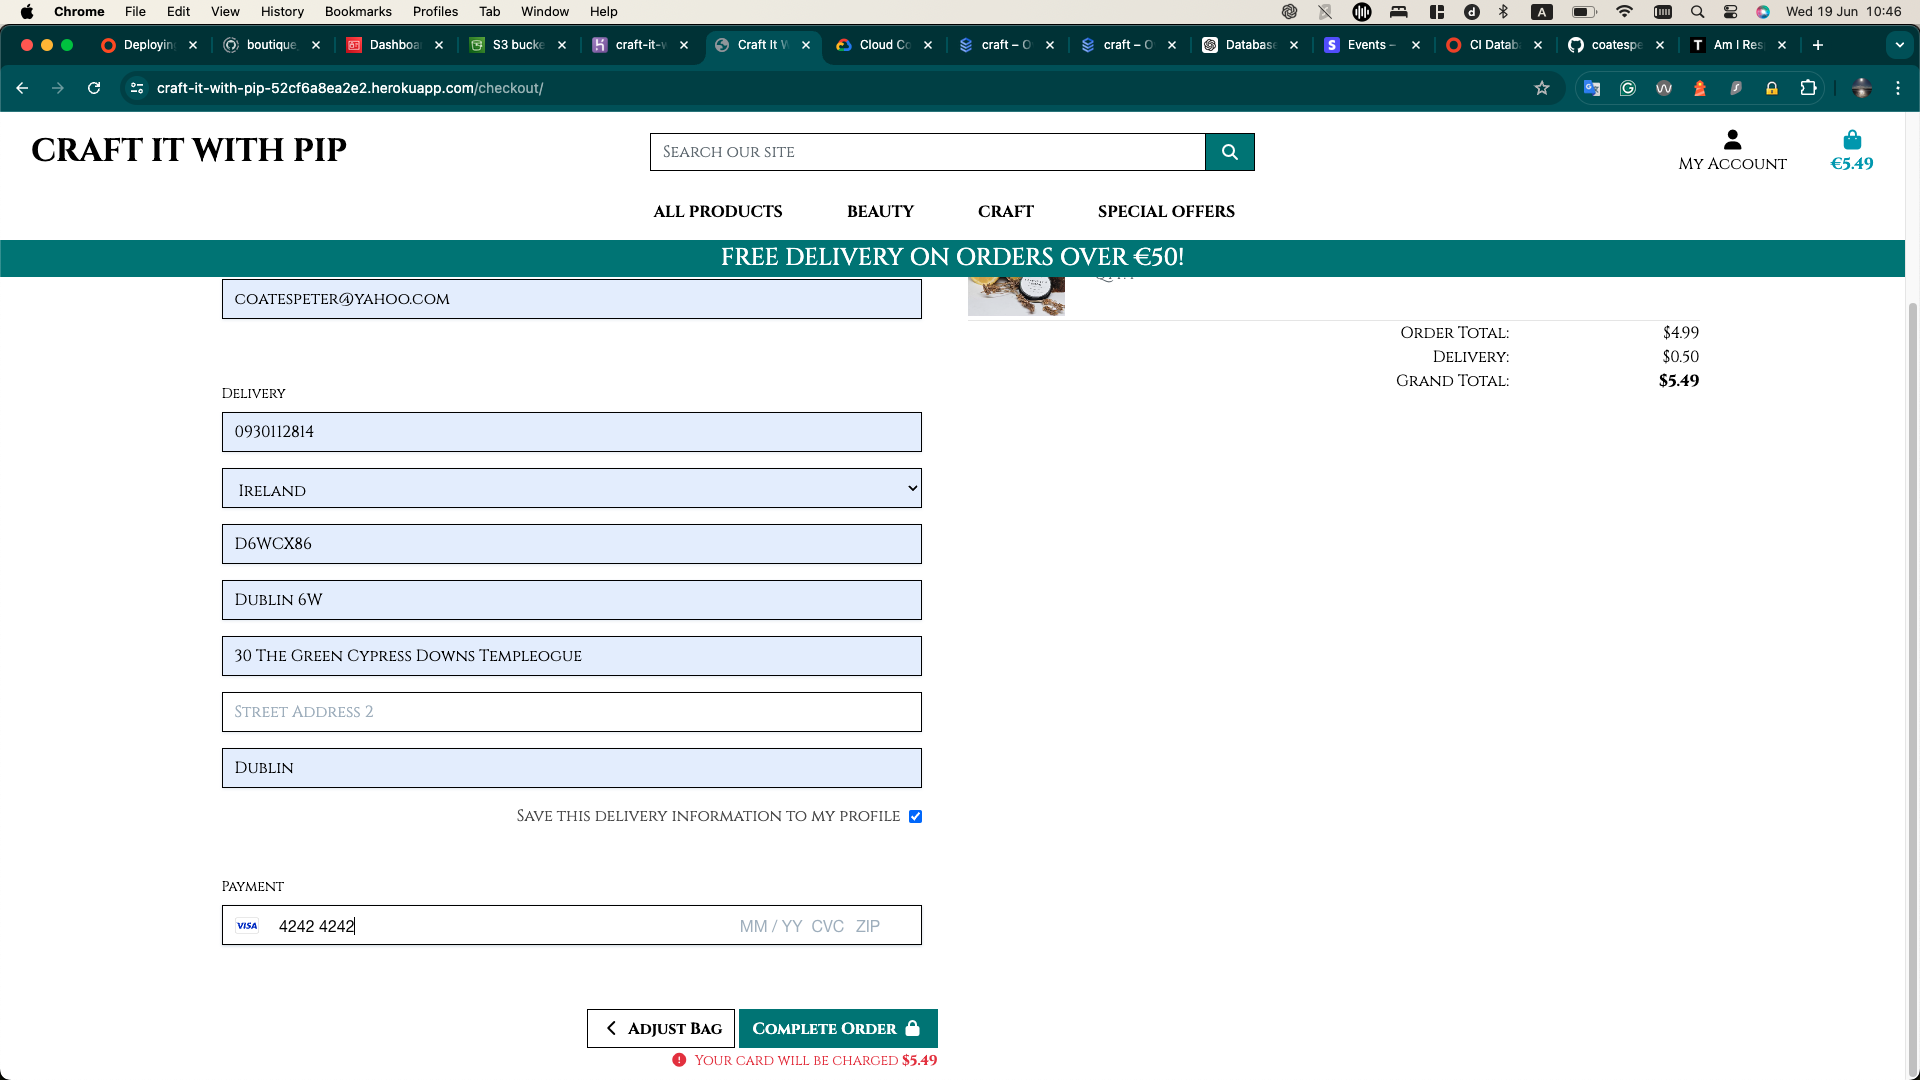 Chrome File Edit View History Bookmarks Profiles Tab Window Help A Wed 19 Jun 10:46
Deploying boutique, Dashboa S3 bucke craft-it-w Craft It W Cloud Co craft – O craft – O Database Events – CI Datab coatespe Am I Res
craft-it-with-pip-52cf6a8ea2e2.herokuapp.com/checkout/
CRAFT IT WITH PIP
Search our site
My Account
€5.49
ALL PRODUCTS BEAUTY CRAFT SPECIAL OFFERS
FREE DELIVERY ON ORDERS OVER €50!
coatespeter@yahoo.com
Order Total: $4.99
Delivery: $0.50
Grand Total: $5.49
Delivery
0930112814
Ireland
D6WCX86
Dublin 6W
30 The Green Cypress Downs Templeogue
Street Address 2
Dublin
Save this delivery information to my profile
Payment
VISA 4242 4242 MM / YY CVC ZIP
Adjust Bag Complete Order
Your card will be charged $5.49